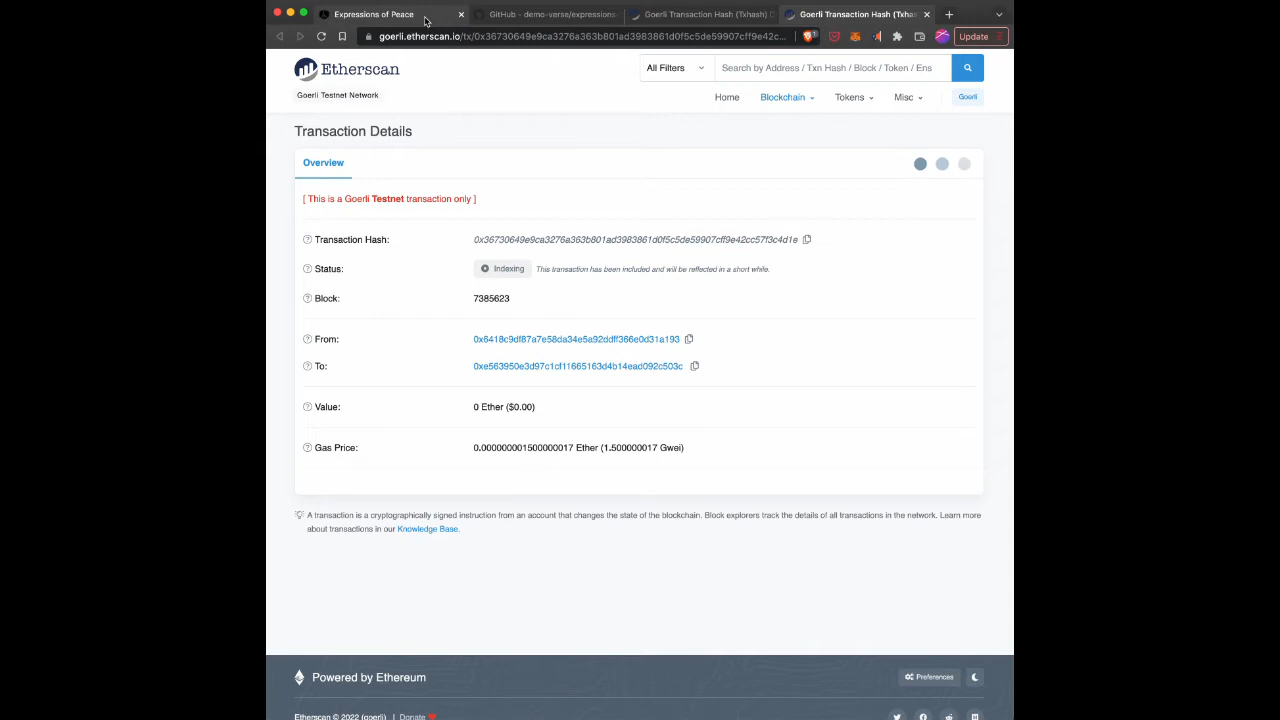 Expressions of Peace
GitHub - demo-verse/expressions-
Goerli Transaction Hash (Txhash) D
Goerli Transaction Hash (Txhas
goerli.etherscan.io/tx/0x36730649e9ca3276a363b801ad3983861d0f5c5de59907cff9e42c...
1
Update
Etherscan
All Filters
Search by Address / Txn Hash / Block / Token / Ens
Goerli Testnet Network
Home
Blockchain
Tokens
Misc
Goerli
Transaction Details
Overview
[ This is a Goerli Testnet transaction only ]
Transaction Hash:
0x36730649e9ca3276a363b801ad3983861d0f5c5de59907cff9e42cc57f3c4d1e
Status:
Indexing
This transaction has been included and will be reflected in a short while.
Block:
7385623
From:
0x6418c9df87a7e58da34e5a92ddff366e0d31a193
To:
0xe563950e3d97c1cf11665163d4b14ead092c503c
Value:
0 Ether ($0.00)
Gas Price:
0.000000001500000017 Ether (1.500000017 Gwei)
A transaction is a cryptographically signed instruction from an account that changes the state of the blockchain. Block explorers track the details of all transactions in the network. Learn more
about transactions in our Knowledge Base.
Powered by Ethereum
Preferences
Etherscan © 2022 (goerli) | Donate